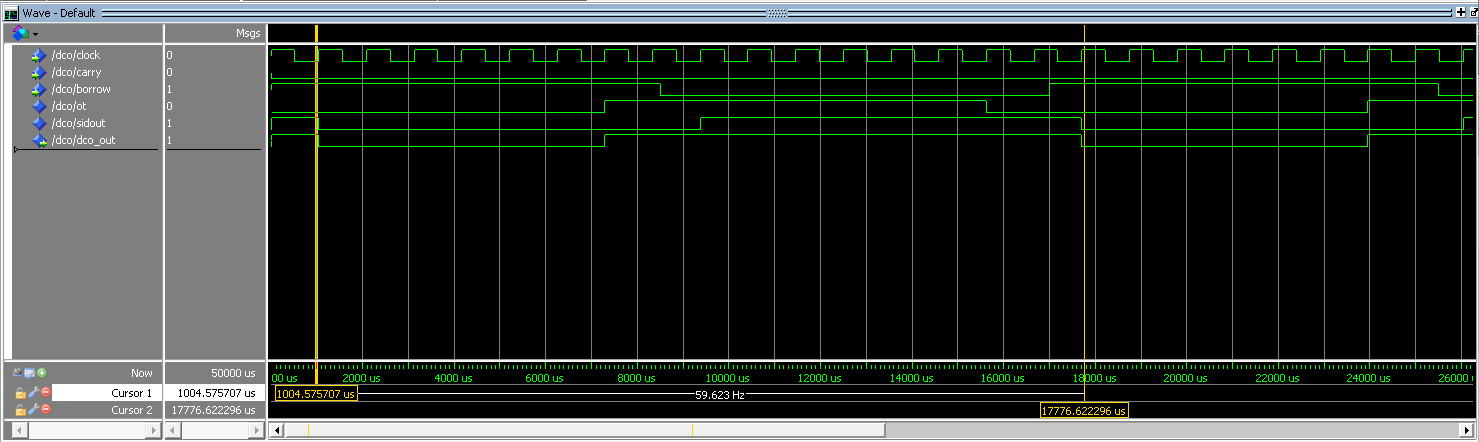 Wave - Default
Msgs
/dco/clock 0
/dco/carry 0
/dco/borrow 1
/dco/ot 0
/dco/sidout 1
/dco/dco_out 1
Now 50000 us
00 us 2000 us 4000 us 6000 us 8000 us 10000 us 12000 us 14000 us 16000 us 18000 us 20000 us 22000 us 24000 us 26000
Cursor 1 1004.575707 us 1004.575707 us 59.623 Hz
Cursor 2 17776.622296 us 17776.622296 us